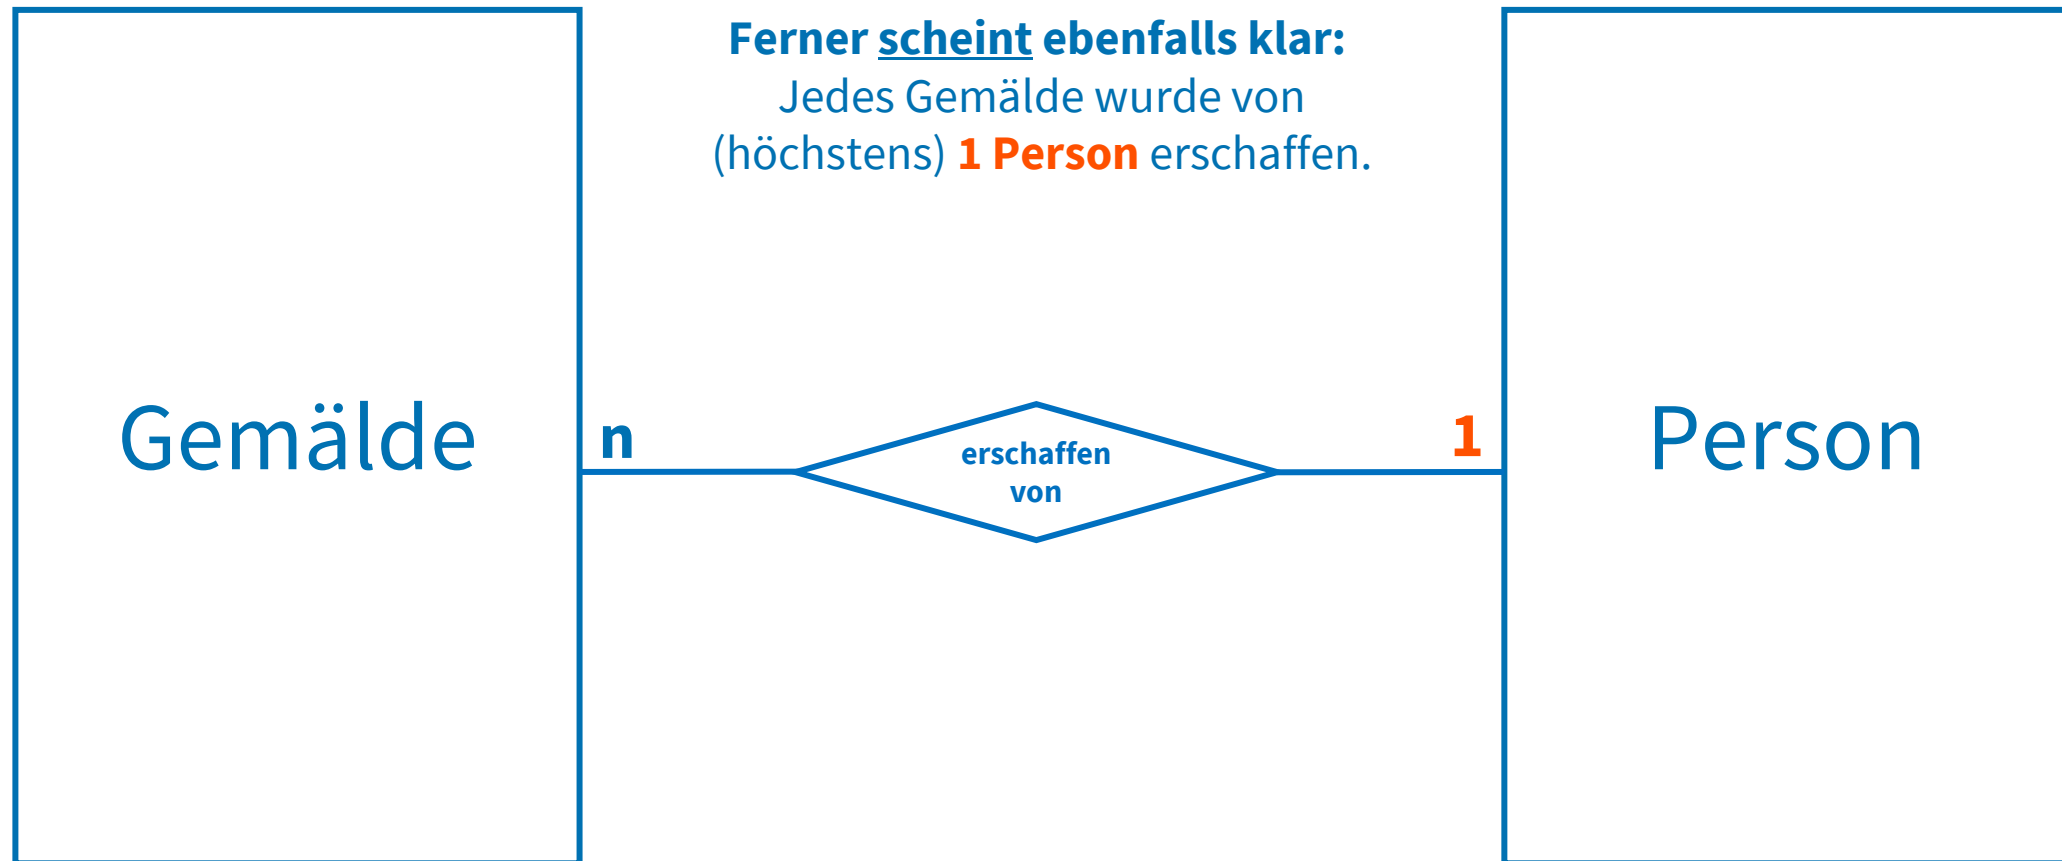 Ferner scheint ebenfalls klar:
Jedes Gemälde wurde von
(höchstens) 1 Person erschaffen.
Gemälde
n
erschaffen
von
1
Person